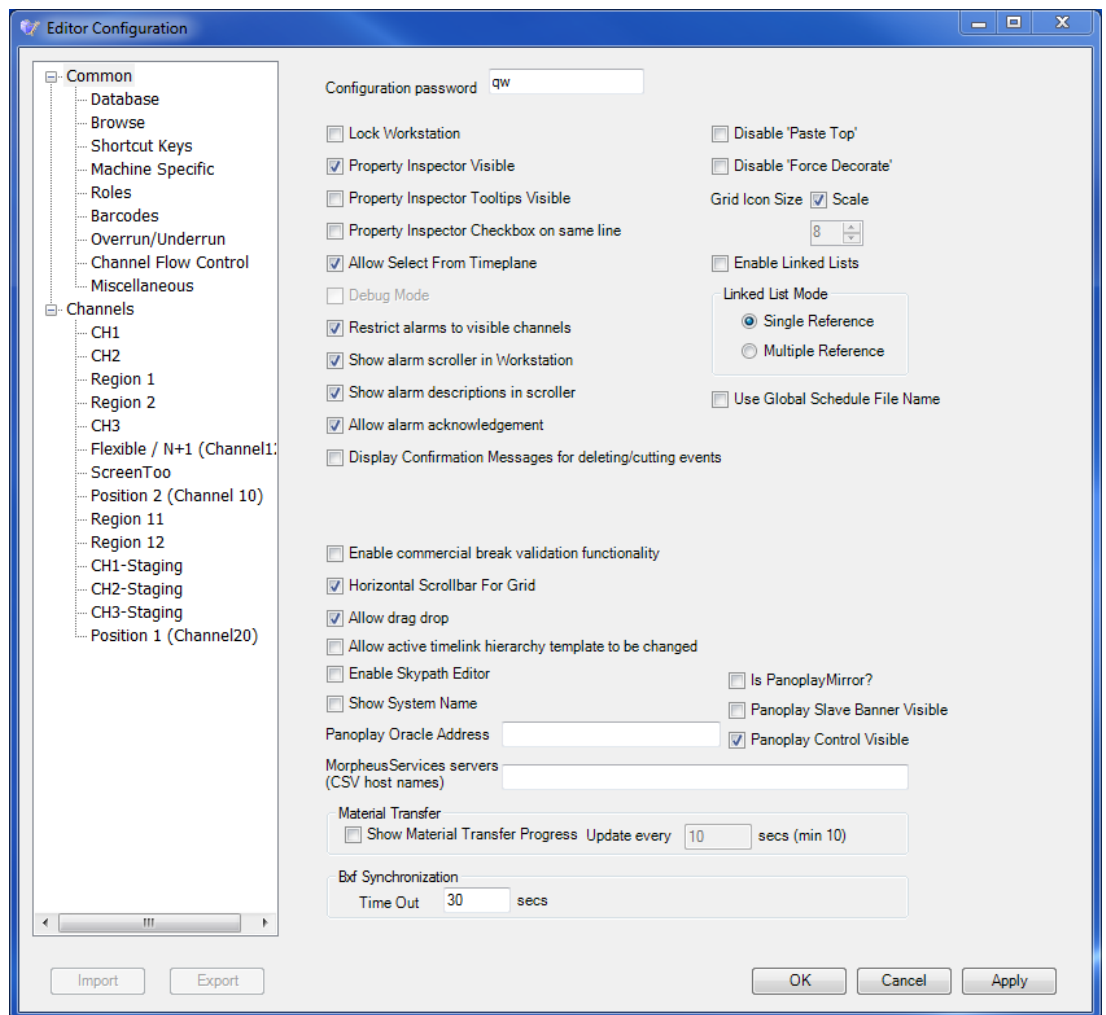 Editor Configuration
Common
Database
Browse
Shortcut Keys
Machine Specific
Roles
Barcodes
Overrun/Underrun
Channel Flow Control
Miscellaneous
Channels
CH1
CH2
Region 1
Region 2
CH3
Flexible / N+1 (Channel1
ScreenToo
Position 2 (Channel 10)
Region 11
Region 12
CH1-Staging
CH2-Staging
CH3-Staging
Position 1 (Channel20)
Import Export
Configuration password qw
Lock Workstation
Property Inspector Visible
Property Inspector Tooltips Visible
Property Inspector Checkbox on same line
Allow Select From Timeplane
Debug Mode
Restrict alarms to visible channels
Show alarm scroller in Workstation
Show alarm descriptions in scroller
Allow alarm acknowledgement
Display Confirmation Messages for deleting/cutting events
Disable 'Paste Top'
Disable 'Force Decorate'
Grid Icon Size Scale
8
Enable Linked Lists
Linked List Mode
Single Reference
Multiple Reference
Use Global Schedule File Name
Enable commercial break validation functionality
Horizontal Scrollbar For Grid
Allow drag drop
Allow active timelink hierarchy template to be changed
Enable Skypath Editor
Show System Name
Is PanoplayMirror?
Panoplay Slave Banner Visible
Panoplay Control Visible
Panoplay Oracle Address
MorpheusServices servers
(CSV host names)
Material Transfer
Show Material Transfer Progress Update every 10 secs (min 10)
Bxf Synchronization
Time Out 30 secs
OK Cancel Apply